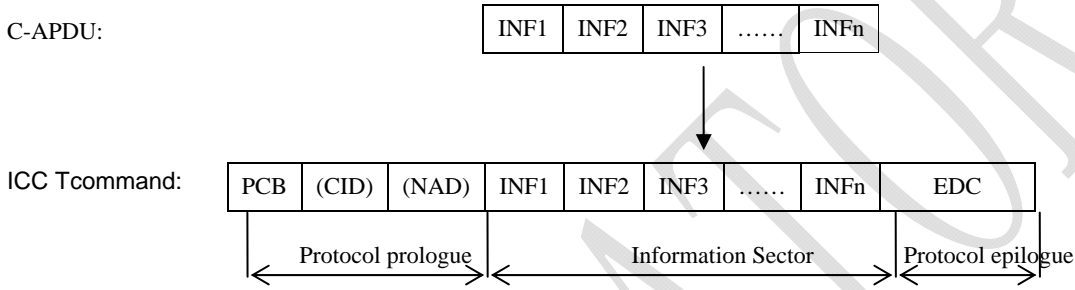 C-APDU: INF1 INF2 INF3 …… INFn
ICC Tcommand: PCB (CID) (NAD) INF1 INF2 INF3 …… INFn EDC
Protocol prologue Information Sector Protocol epilogue